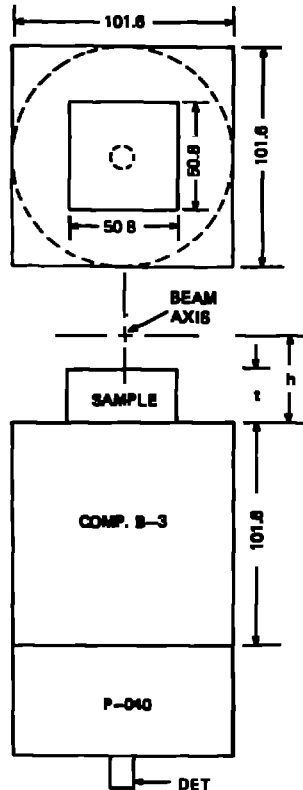 101.6
101.6
50.8
50 8
BEAM
AXIS
SAMPLE
t
h
COMP. B-3
101.6
P-040
DET